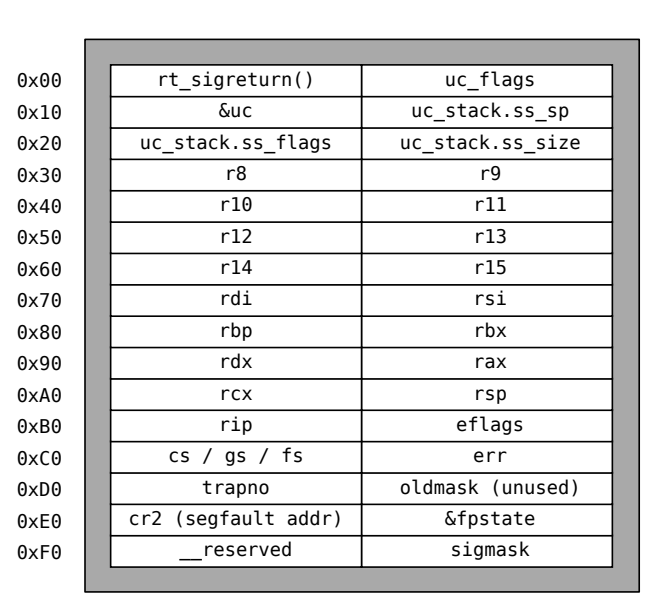 0x00 rt_sigreturn() uc_flags
0x10 &uc uc_stack.ss_sp
0x20 uc_stack.ss_flags uc_stack.ss_size
0x30 r8 r9
0x40 r10 r11
0x50 r12 r13
0x60 r14 r15
0x70 rdi rsi
0x80 rbp rbx
0x90 rdx rax
0xA0 rcx rsp
0xB0 rip eflags
0xC0 cs / gs / fs err
0xD0 trapno oldmask (unused)
0xE0 cr2 (segfault addr) &fpstate
0xF0 __reserved sigmask